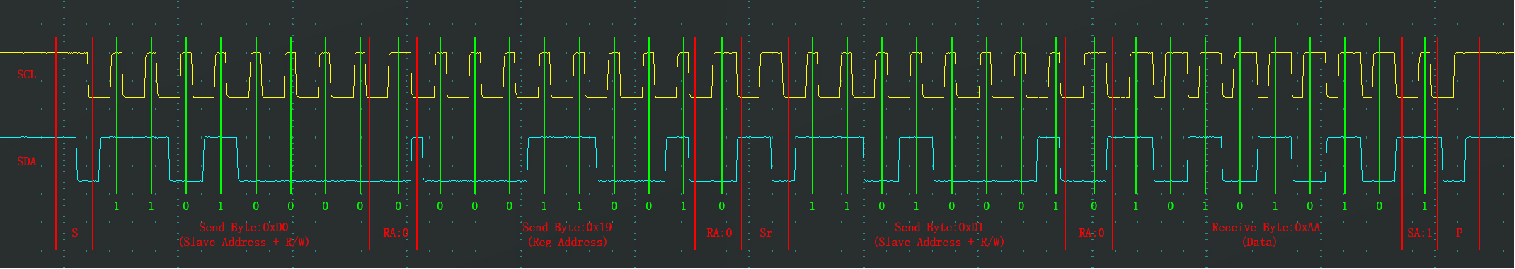 SCL
SDA
1 1 0 1 0 0 0 0 0 0 0 0 1 1 0 0 1 0 1 1 0 1 0 0 0 1 0 1 0 1 0 1 0 1 0 1
S
Send Byte:0xD0
(Slave Address + R/W)
RA:0
Send Byte:0x19
(Reg Address)
RA:0
Sr
Send Byte:0xD1
(Slave Address + R/W)
RA:0
Receive Byte:0xAA
(Data)
SA:1
P